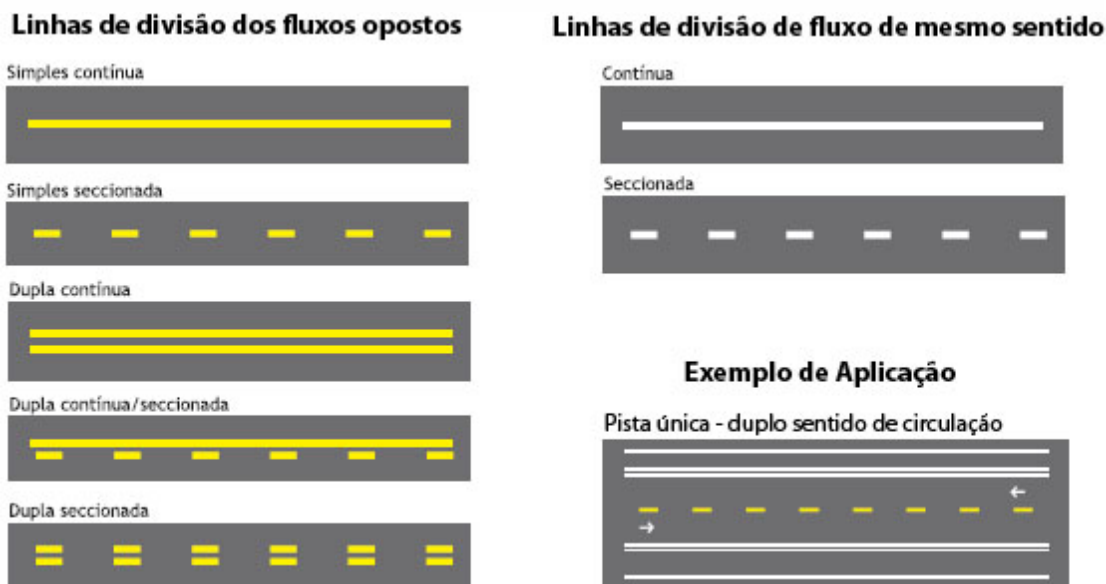 Linhas de divisão dos fluxos opostos
Simples contínua
Simples seccionada
Dupla contínua
Dupla contínua/seccionada
Dupla seccionada
Linhas de divisão de fluxo de mesmo sentido
Contínua
Seccionada
Exemplo de Aplicação
Pista única - duplo sentido de circulação